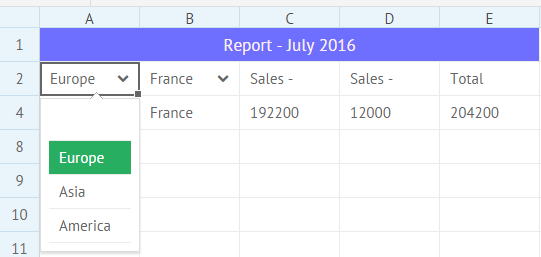 A B C D E
1 Report - July 2016
2 Europe France Sales - Sales - Total
4 France 192200 12000 204200
8
Europe
9 Asia
10 America
11